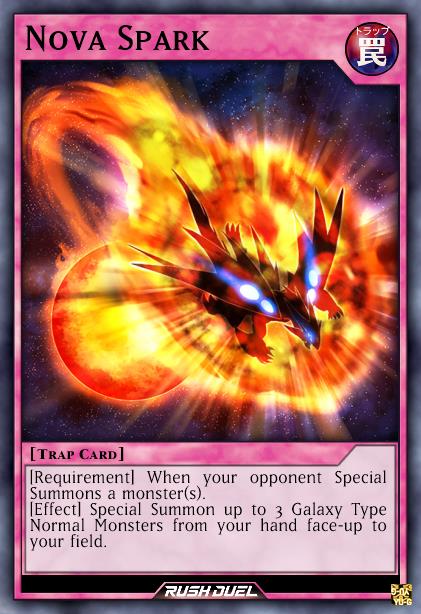 Nova Spark
トラップ
罠
[Trap Card]
[Requirement] When your opponent Special
Summons a monster(s).
[Effect] Special Summon up to 3 Galaxy Type
Normal Monsters from your hand face-up to
your field.
RUSH DUEL